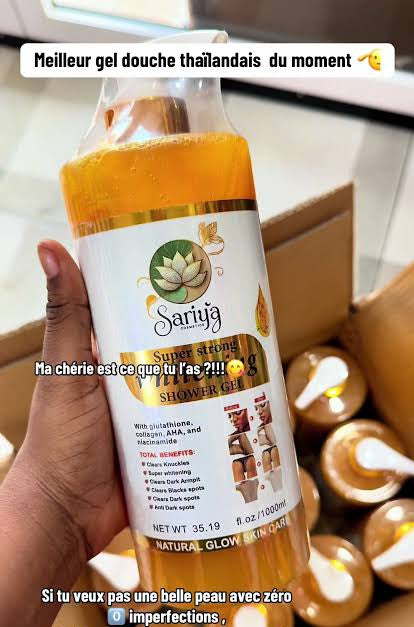 Meilleur gel douche thaïlandais du moment
Sariya
COSMETICS
Super strong
Ma chérie est ce que tu l'as ?!!!
SHOWER GEL
With glutathione,
collagen, AHA, and
niacinamide
TOTAL BENEFITS:
Clears Knuckles
Super whitening
Clears Dark Armpit
Clears Blacks spots
Clears Dark spots
Anti Dark spots
NET WT 35.19 fl.oz/1000ml
NATURAL GLOW SKIN CARE
Si tu veux pas une belle peau avec zéro
0️⃣ imperfections ,